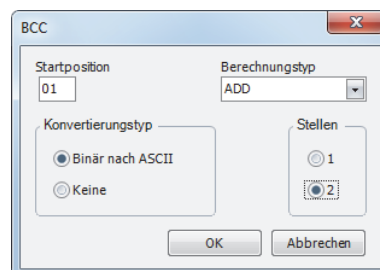 BCC
Startposition
Berechnungstyp
01
ADD
Konvertierungstyp
Stellen
Binär nach ASCII
1
Keine
2
OK
Abbrechen